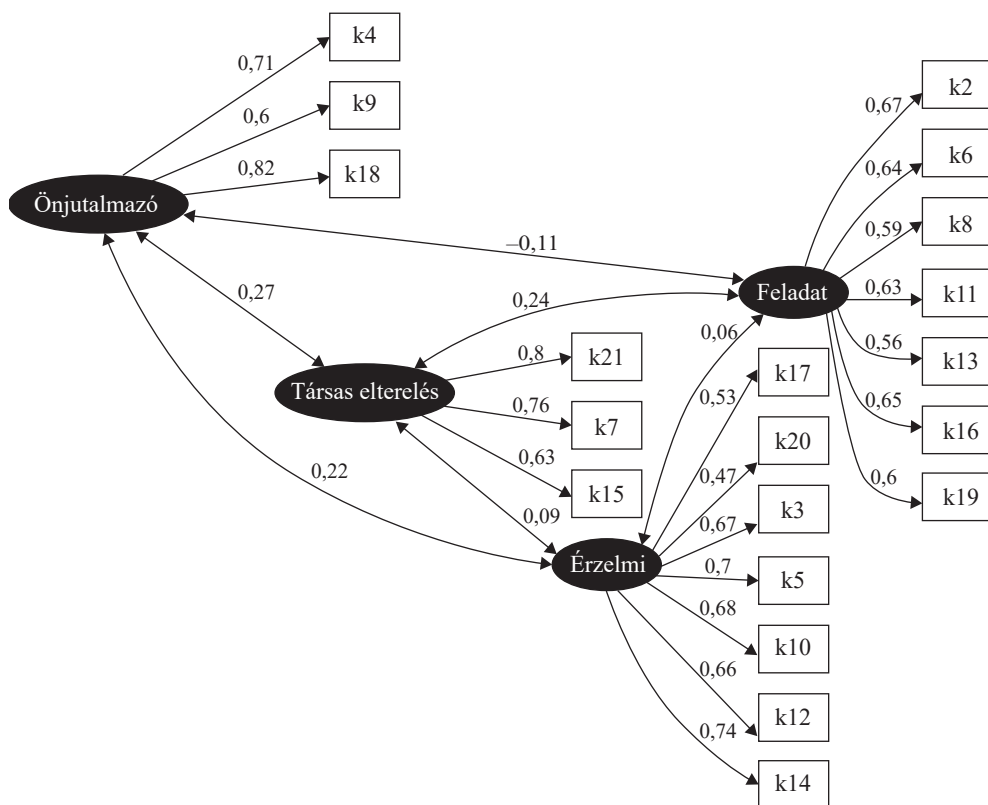 k4
0,71
k9
0,6
k18
0,82
Önjutalmazó
k2
0,67
k6
0,64
k8
0,59
–0,11
Feladat
k11
0,63
0,27
0,24
0,06
k13
0,56
k21
0,8
k17
0,53
Társas elterelés
k7
0,76
k16
0,65
k20
0,47
k15
0,63
0,22
k19
0,6
k3
0,67
0,09
Érzelmi
k5
0,7
k10
0,68
k12
0,66
k14
0,74